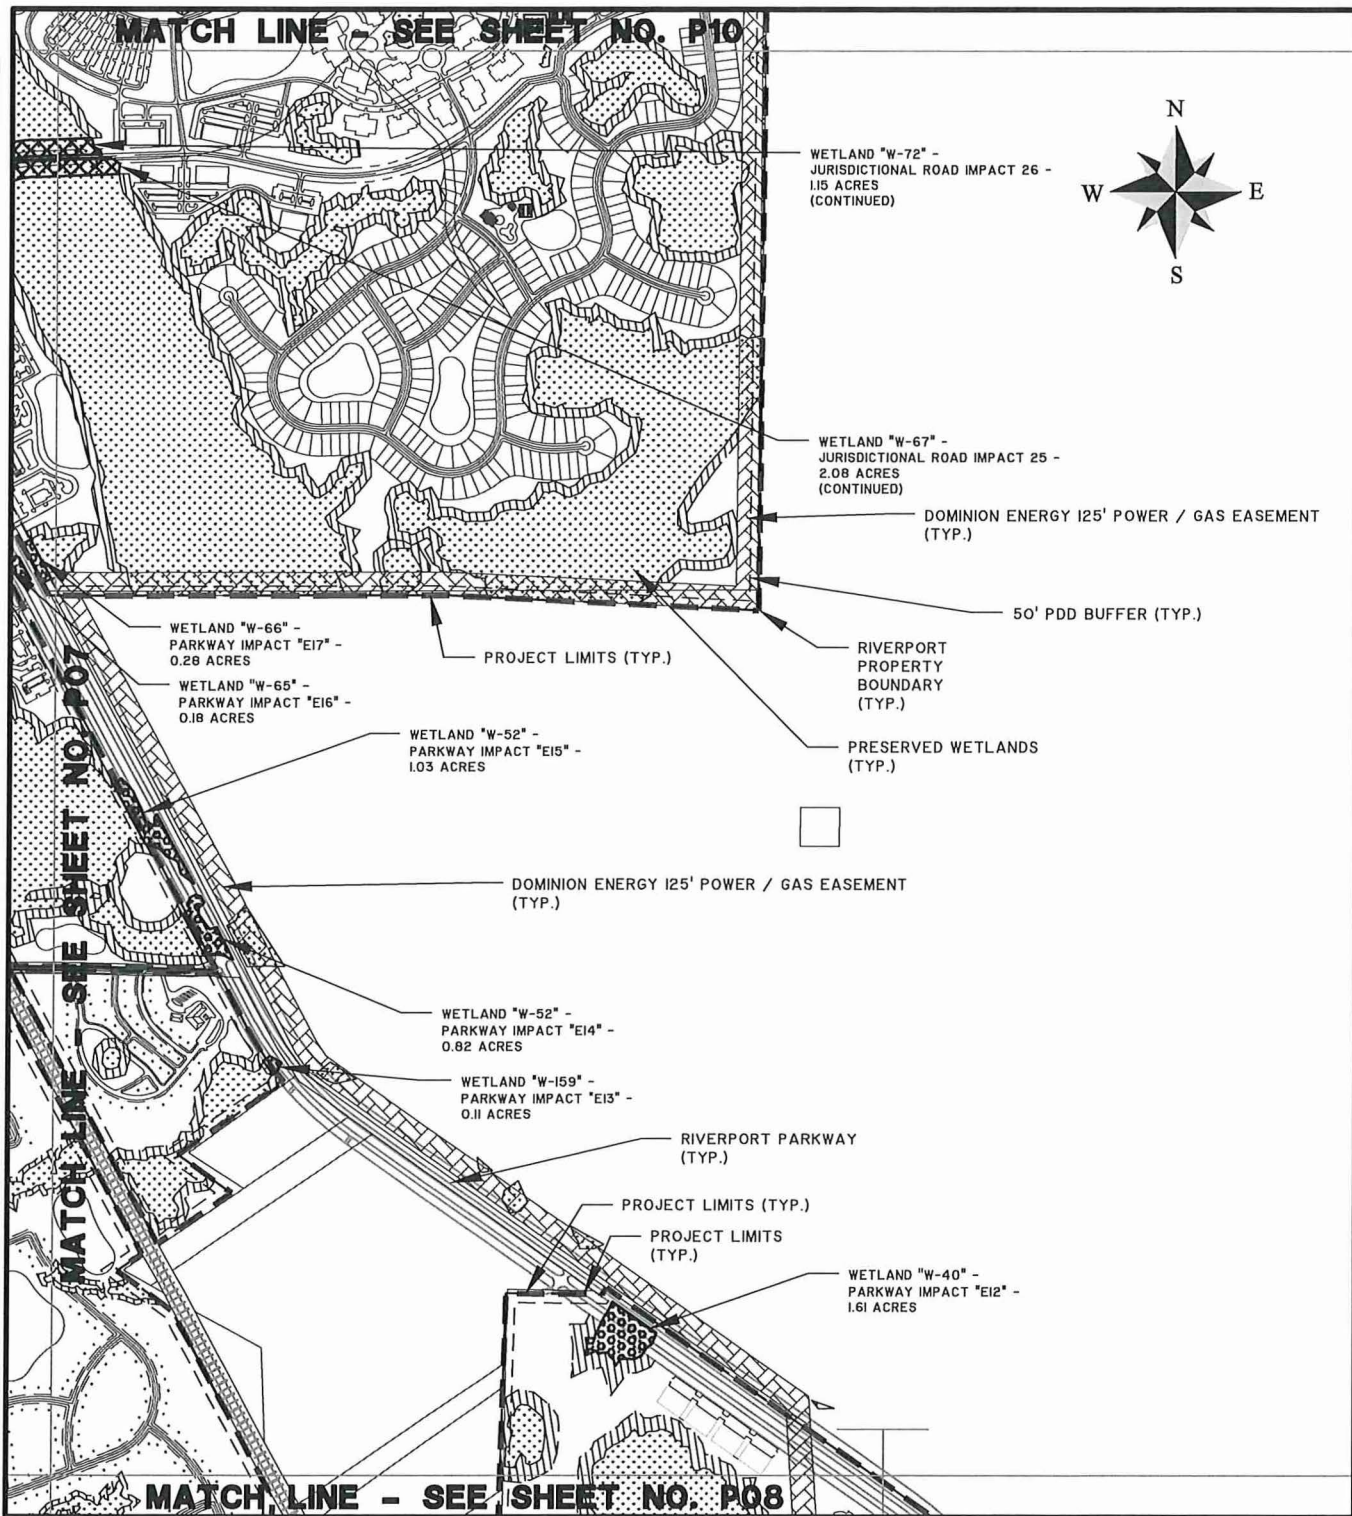 MATCH LINE - SEE SHEET NO. P10
N
W E
S
WETLAND "W-72" -
JURISDICTIONAL ROAD IMPACT 26 -
1.15 ACRES
(CONTINUED)
WETLAND "W-67" -
JURISDICTIONAL ROAD IMPACT 25 -
2.08 ACRES
(CONTINUED)
DOMINION ENERGY 125' POWER / GAS EASEMENT
(TYP.)
50' PDD BUFFER (TYP.)
RIVERPORT
PROPERTY
BOUNDARY
(TYP.)
PROJECT LIMITS (TYP.)
WETLAND "W-66" -
PARKWAY IMPACT "E17" -
0.28 ACRES
WETLAND "W-65" -
PARKWAY IMPACT "E16" -
0.18 ACRES
WETLAND "W-52" -
PARKWAY IMPACT "E15" -
1.03 ACRES
PRESERVED WETLANDS
(TYP.)
MATCH LINE - SEE SHEET NO. P07
DOMINION ENERGY 125' POWER / GAS EASEMENT
(TYP.)
WETLAND "W-52" -
PARKWAY IMPACT "E14" -
0.82 ACRES
WETLAND "W-159" -
PARKWAY IMPACT "E13" -
0.11 ACRES
RIVERPORT PARKWAY
(TYP.)
PROJECT LIMITS (TYP.)
PROJECT LIMITS
(TYP.)
WETLAND "W-40" -
PARKWAY IMPACT "E12" -
1.61 ACRES
MATCH LINE - SEE SHEET NO. P08